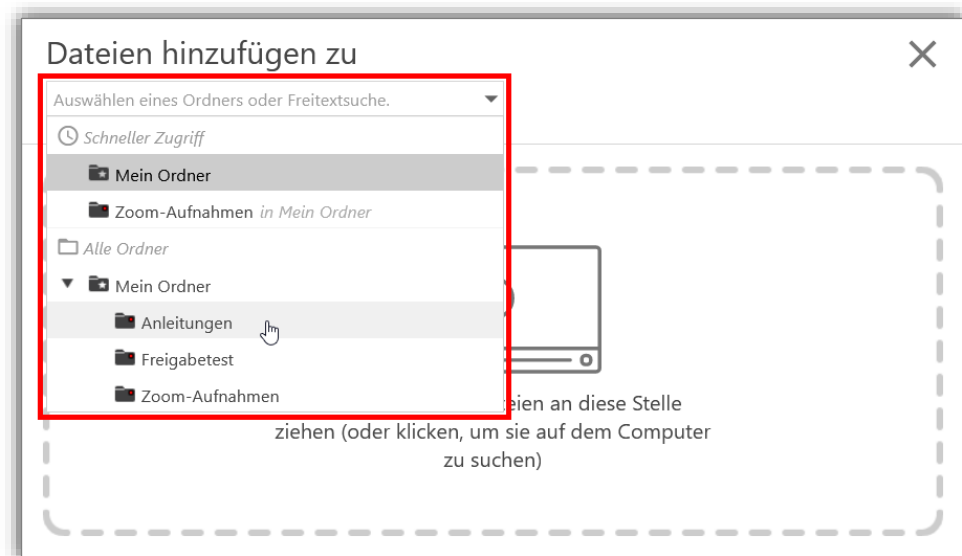 Dateien hinzufügen zu
Auswählen eines Ordners oder Freitextsuche.
Schneller Zugriff
Mein Ordner
Zoom-Aufnahmen in Mein Ordner
Alle Ordner
Mein Ordner
Anleitungen
Freigabetest
Zoom-Aufnahmen
an diese Stelle
ziehen (oder klicken, um sie auf dem Computer
zu suchen)